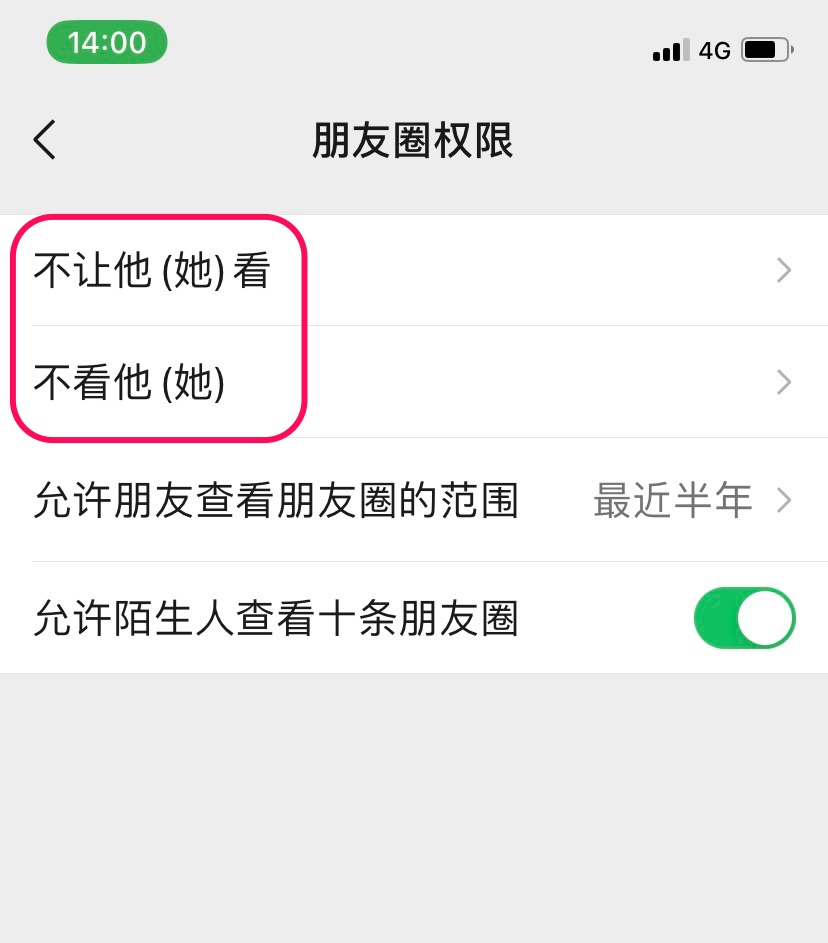 14:00
4G
朋友圈权限
不让他 (她) 看
不看他 (她)
允许朋友查看朋友圈的范围 最近半年
允许陌生人查看十条朋友圈